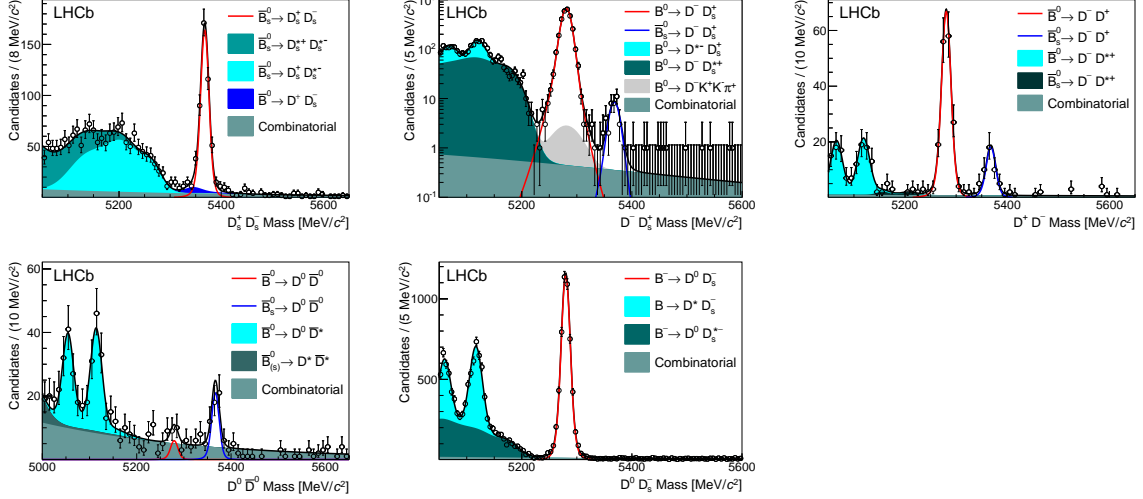 LHCb
B̅⁰ₛ → D⁺ₛ D⁻ₛ
B̅⁰ₛ → D*⁺ₛ D*⁻ₛ
B̅⁰ₛ → D⁺ₛ D*⁻ₛ
B̅⁰ → D⁺ D⁻ₛ
Combinatorial
Candidates / (8 MeV/c²)
150
100
50
5200
5400
5600
D⁺ₛ D⁻ₛ Mass [MeV/c²]
LHCb
B⁰ → D⁻ D⁺ₛ
B⁰ₛ → D⁻ D⁺ₛ
B⁰ → D*⁻ D⁺ₛ
B⁰ → D⁻ D*⁺ₛ
B⁰ → D⁻K⁺K⁻π⁺
Combinatorial
Candidates / (5 MeV/c²)
10³
10²
10
1
10⁻¹
5200
5400
5600
D⁻ D⁺ₛ Mass [MeV/c²]
LHCb
B̅⁰ → D⁻ D⁺
B̅⁰ₛ → D⁻ D⁺
B̅⁰ → D⁻ D*⁺
B̅⁰ₛ → D⁻ D*⁺
Combinatorial
Candidates / (10 MeV/c²)
60
40
20
5200
5400
5600
D⁺ D⁻ Mass [MeV/c²]
LHCb
B̅⁰ → D⁰ D̅⁰
B̅⁰ₛ → D⁰ D̅⁰
B̅⁰ → D⁰ D̅*
B̅⁰₍ₛ₎ → D* D̅*
Combinatorial
Candidates / (10 MeV/c²)
60
40
20
5000
5200
5400
5600
D⁰ D̅⁰ Mass [MeV/c²]
LHCb
B⁻ → D⁰ D⁻ₛ
B⁻ → D* D⁻ₛ
B⁻ → D⁰ D*⁻ₛ
Combinatorial
Candidates / (5 MeV/c²)
1000
500
5200
5400
5600
D⁰ D⁻ₛ Mass [MeV/c²]